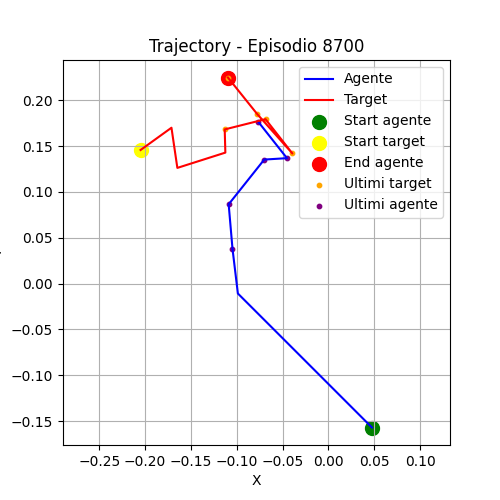 Trajectory - Episodio 8700
Agente
Target
Start agente
Start target
End agente
Ultimi target
Ultimi agente
0.20
0.15
0.10
0.05
0.00
−0.05
−0.10
−0.15
−0.25
−0.20
−0.15
−0.10
−0.05
0.00
0.05
0.10
X